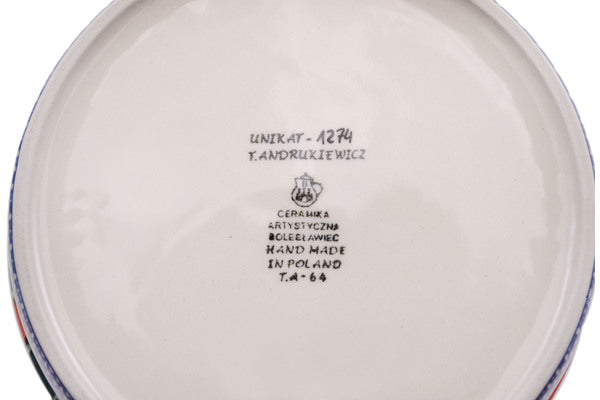 UNIKAT - 1274
T. ANDRUKIEWICZ
CERAMIKA
ARTYSTYCZNA
BOLESŁAWIEC
HAND MADE
IN POLAND
T.A-64